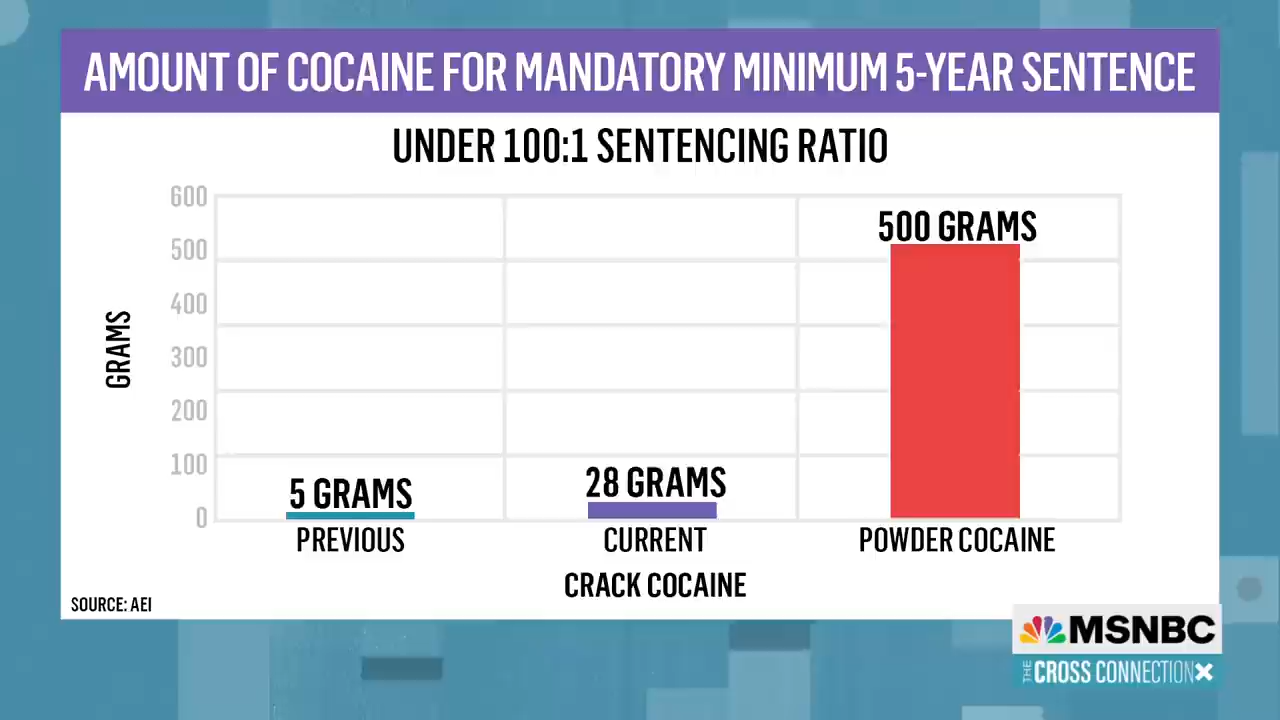 AMOUNT OF COCAINE FOR MANDATORY MINIMUM 5-YEAR SENTENCE
UNDER 100:1 SENTENCING RATIO
600
500
400
300
200
100
0
GRAMS
5 GRAMS
28 GRAMS
500 GRAMS
PREVIOUS
CURRENT
POWDER COCAINE
CRACK COCAINE
SOURCE: AEI
MSNBC
THE CROSS CONNECTION